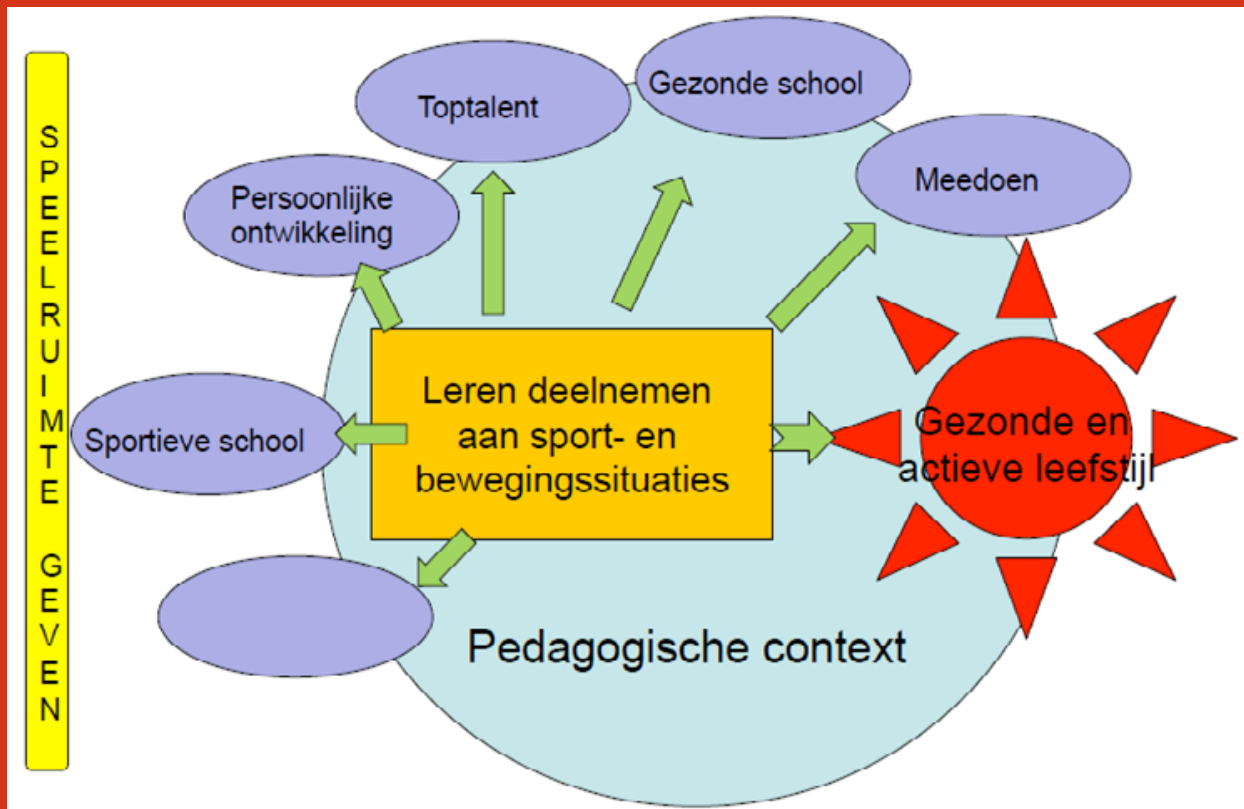 SPEELRUIMTE GEVEN
Toptalent
Gezonde school
Persoonlijke
ontwikkeling
Meedoen
Sportieve school
Leren deelnemen
aan sport- en
bewegingssituaties
Gezonde en
actieve leefstijl
Pedagogische context